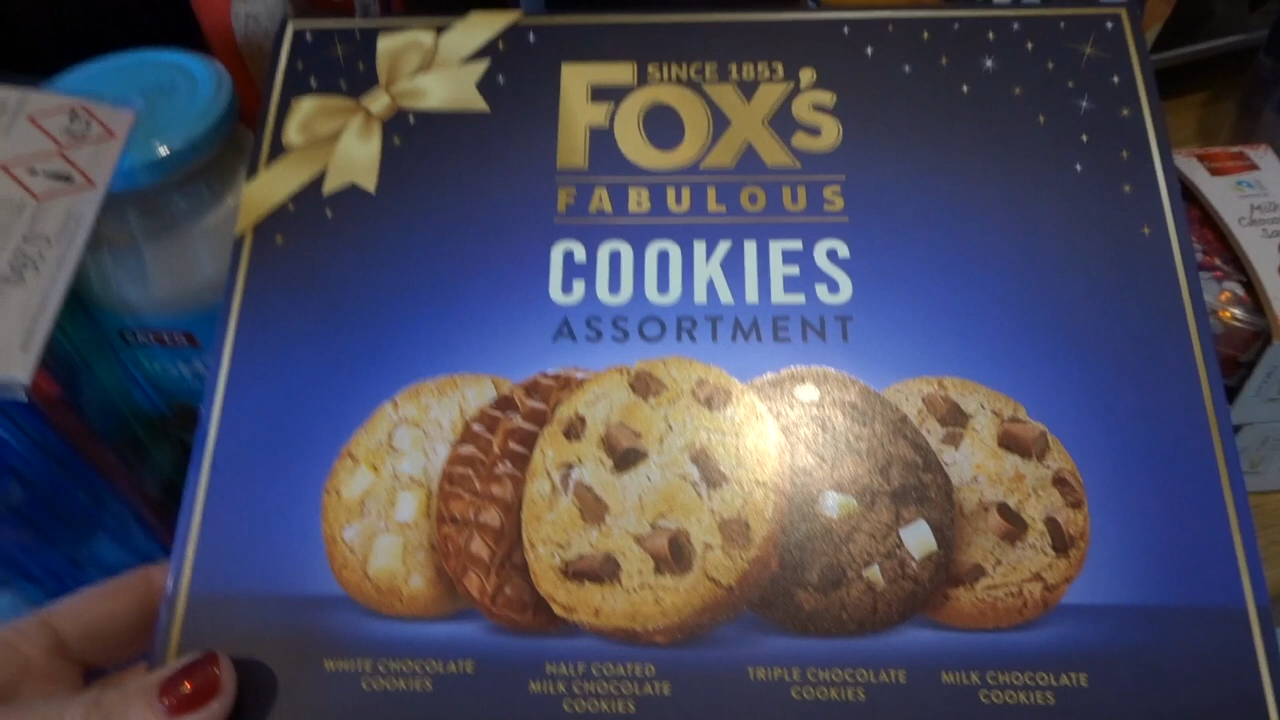 SINCE 1853
FOX'S
FABULOUS
COOKIES
ASSORTMENT
WHITE CHOCOLATE
COOKIES
HALF COATED
MILK CHOCOLATE
COOKIES
TRIPLE CHOCOLATE
COOKIES
MILK CHOCOLATE
COOKIES
Milk